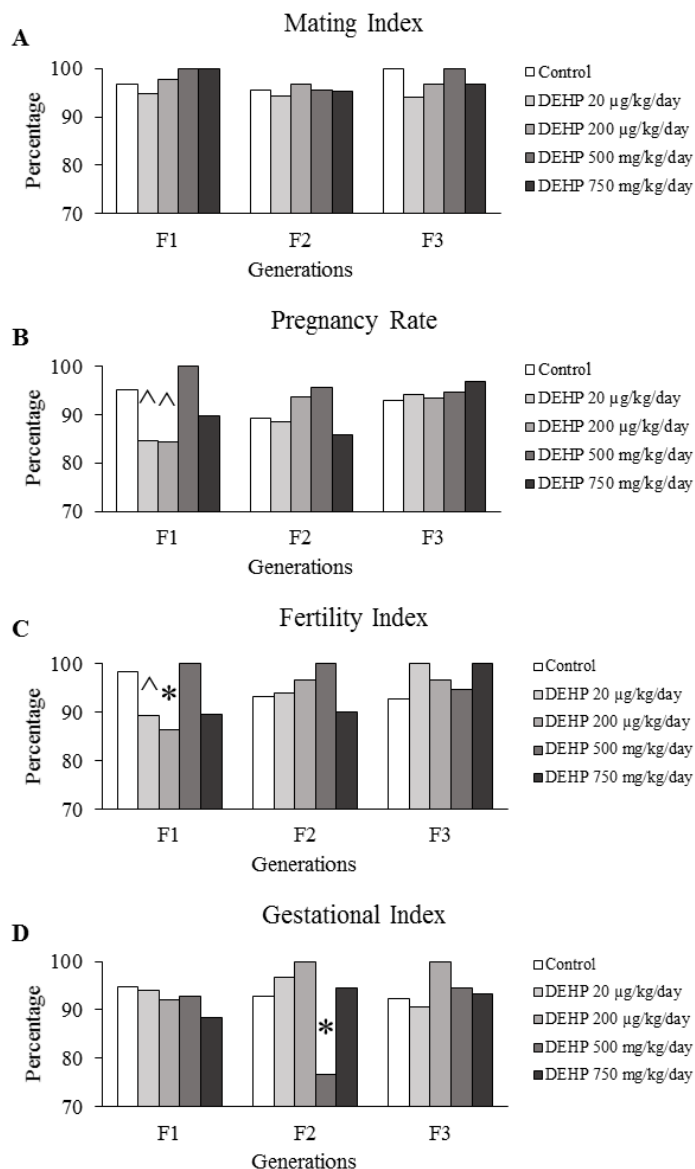 A
Mating Index
Percentage
100
90
80
70
F1 F2 F3
Generations
Control
DEHP 20 µg/kg/day
DEHP 200 µg/kg/day
DEHP 500 mg/kg/day
DEHP 750 mg/kg/day
B
Pregnancy Rate
Percentage
100
90
80
70
^ ^
F1 F2 F3
Generations
Control
DEHP 20 µg/kg/day
DEHP 200 µg/kg/day
DEHP 500 mg/kg/day
DEHP 750 mg/kg/day
C
Fertility Index
Percentage
100
90
80
70
^ *
F1 F2 F3
Generations
Control
DEHP 20 µg/kg/day
DEHP 200 µg/kg/day
DEHP 500 mg/kg/day
DEHP 750 mg/kg/day
D
Gestational Index
Percentage
100
90
80
70
*
F1 F2 F3
Generations
Control
DEHP 20 µg/kg/day
DEHP 200 µg/kg/day
DEHP 500 mg/kg/day
DEHP 750 mg/kg/day